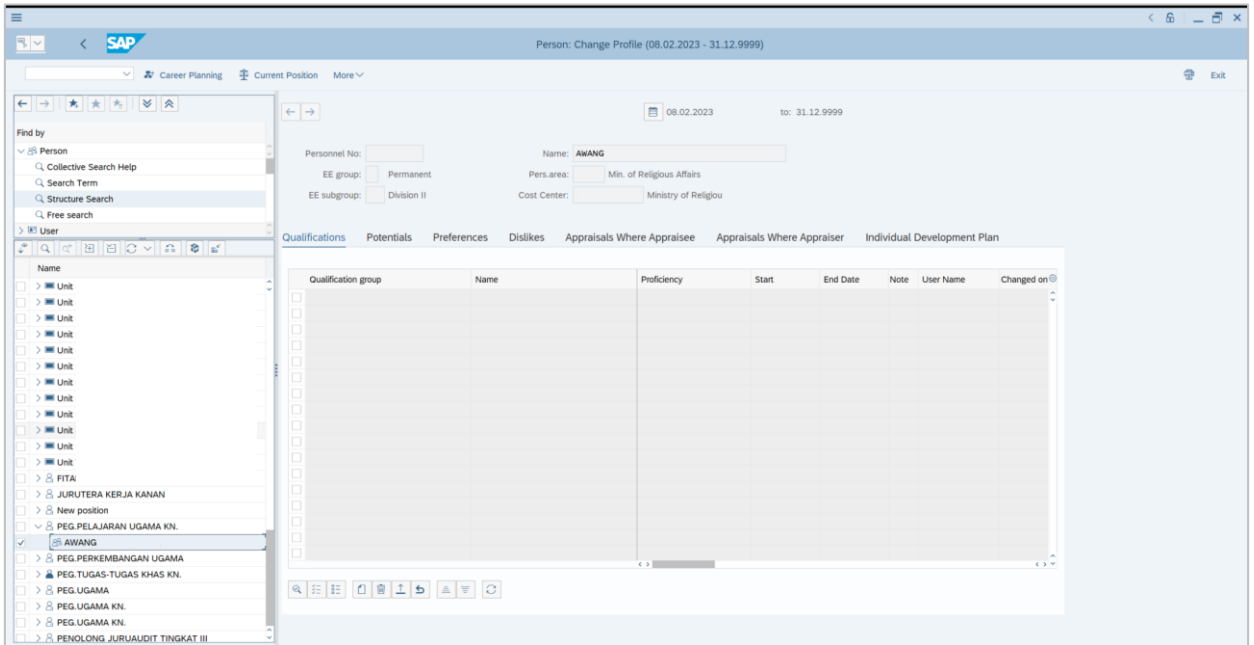 SAP
Person: Change Profile (08.02.2023 - 31.12.9999)
Career Planning
Current Position
More
Exit
Find by
Person
Collective Search Help
Search Term
Structure Search
Free search
User
Name
Unit
Unit
Unit
Unit
Unit
Unit
Unit
Unit
Unit
Unit
Unit
Unit
FITA
JURUTERA KERJA KANAN
New position
PEG.PELAJARAN UGAMA KN.
AWANG
PEG.PERKEMBANGAN UGAMA
PEG.TUGAS-TUGAS KHAS KN.
PEG.UGAMA
PEG.UGAMA KN.
PEG.UGAMA KN.
PENOLONG JURUAUDIT TINGKAT III
08.02.2023 to: 31.12.9999
Personnel No: Name: AWANG
EE group: Permanent Pers.area: Min. of Religious Affairs
EE subgroup: Division II Cost Center: Ministry of Religiou
Qualifications Potentials Preferences Dislikes Appraisals Where Appraisee Appraisals Where Appraiser Individual Development Plan
Qualification group Name Proficiency Start End Date Note User Name Changed on